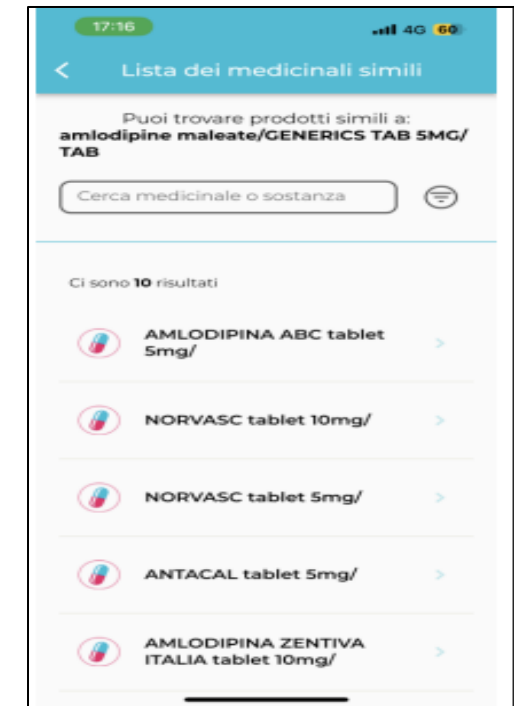 17:16 4G 60
Lista dei medicinali simili
Puoi trovare prodotti simili a:
amlodipine maleate/GENERICS TAB 5MG/
TAB
Cerca medicinale o sostanza
Ci sono 10 risultati
AMLODIPINA ABC tablet
5mg/
NORVASC tablet 10mg/
NORVASC tablet 5mg/
ANTACAL tablet 5mg/
AMLODIPINA ZENTIVA
ITALIA tablet 10mg/